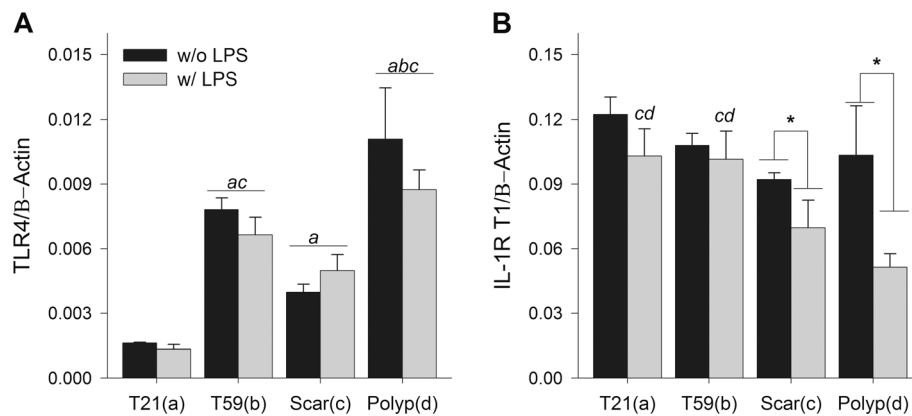 A
TLR4/B–Actin
0.015
0.012
0.009
0.006
0.003
0.000
w/o LPS
w/ LPS
ac
a
abc
T21(a) T59(b) Scar(c) Polyp(d)
B
IL-1R T1/B–Actin
0.15
0.12
0.09
0.06
0.03
0.00
cd
cd
*
*
T21(a) T59(b) Scar(c) Polyp(d)